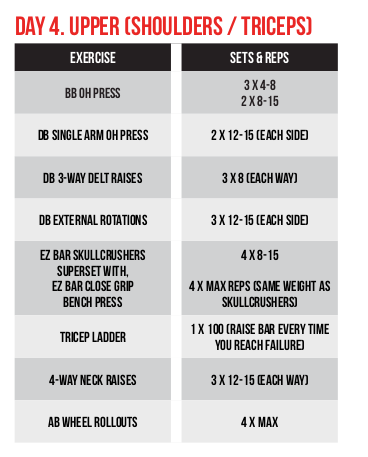 DAY 4. UPPER (SHOULDERS / TRICEPS)
EXERCISE
SETS & REPS
BB OH PRESS
3 X 4-8
2 X 8-15
DB SINGLE ARM OH PRESS
2 X 12-15 (EACH SIDE)
DB 3-WAY DELT RAISES
3 X 8 (EACH WAY)
DB EXTERNAL ROTATIONS
3 X 12-15 (EACH SIDE)
EZ BAR SKULLCRUSHERS
SUPERSET WITH,
EZ BAR CLOSE GRIP
BENCH PRESS
4 X 8-15
4 X MAX REPS (SAME WEIGHT AS
SKULLCRUSHERS)
TRICEP LADDER
1 X 100 (RAISE BAR EVERY TIME
YOU REACH FAILURE)
4-WAY NECK RAISES
3 X 12-15 (EACH WAY)
AB WHEEL ROLLOUTS
4 X MAX